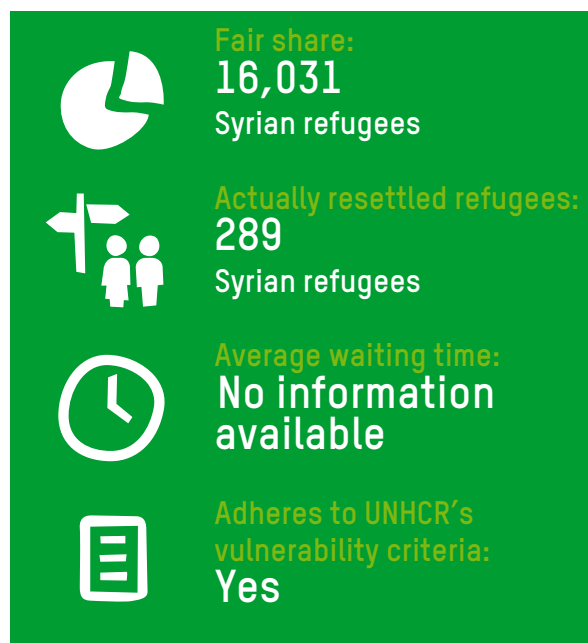 Fair share:
16,031
Syrian refugees
Actually resettled refugees:
289
Syrian refugees
Average waiting time:
No information
available
Adheres to UNHCR’s
vulnerability criteria:
Yes